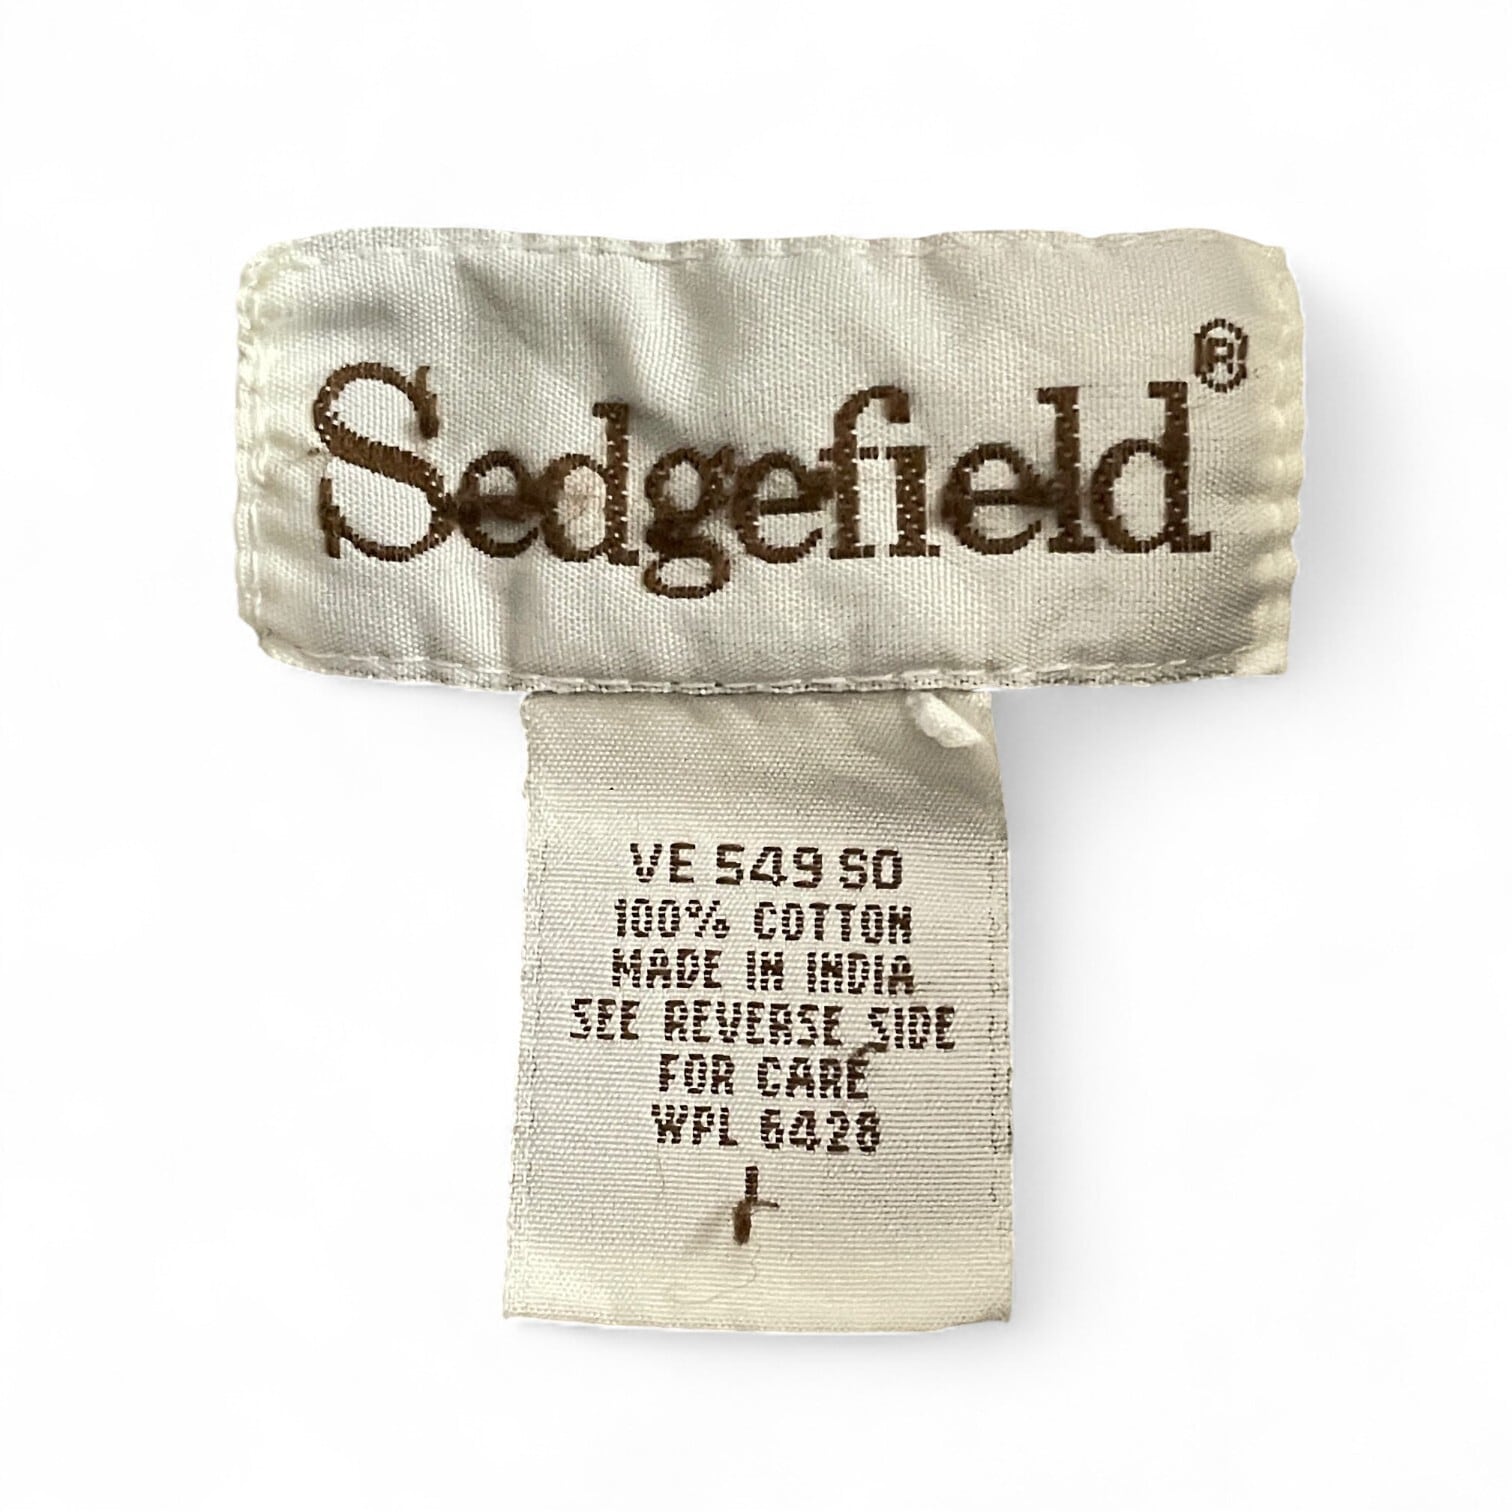 Sedgefield®
VE 549 SO
100% COTTON
MADE IN INDIA
SEE REVERSE SIDE
FOR CARE
WPL 6428